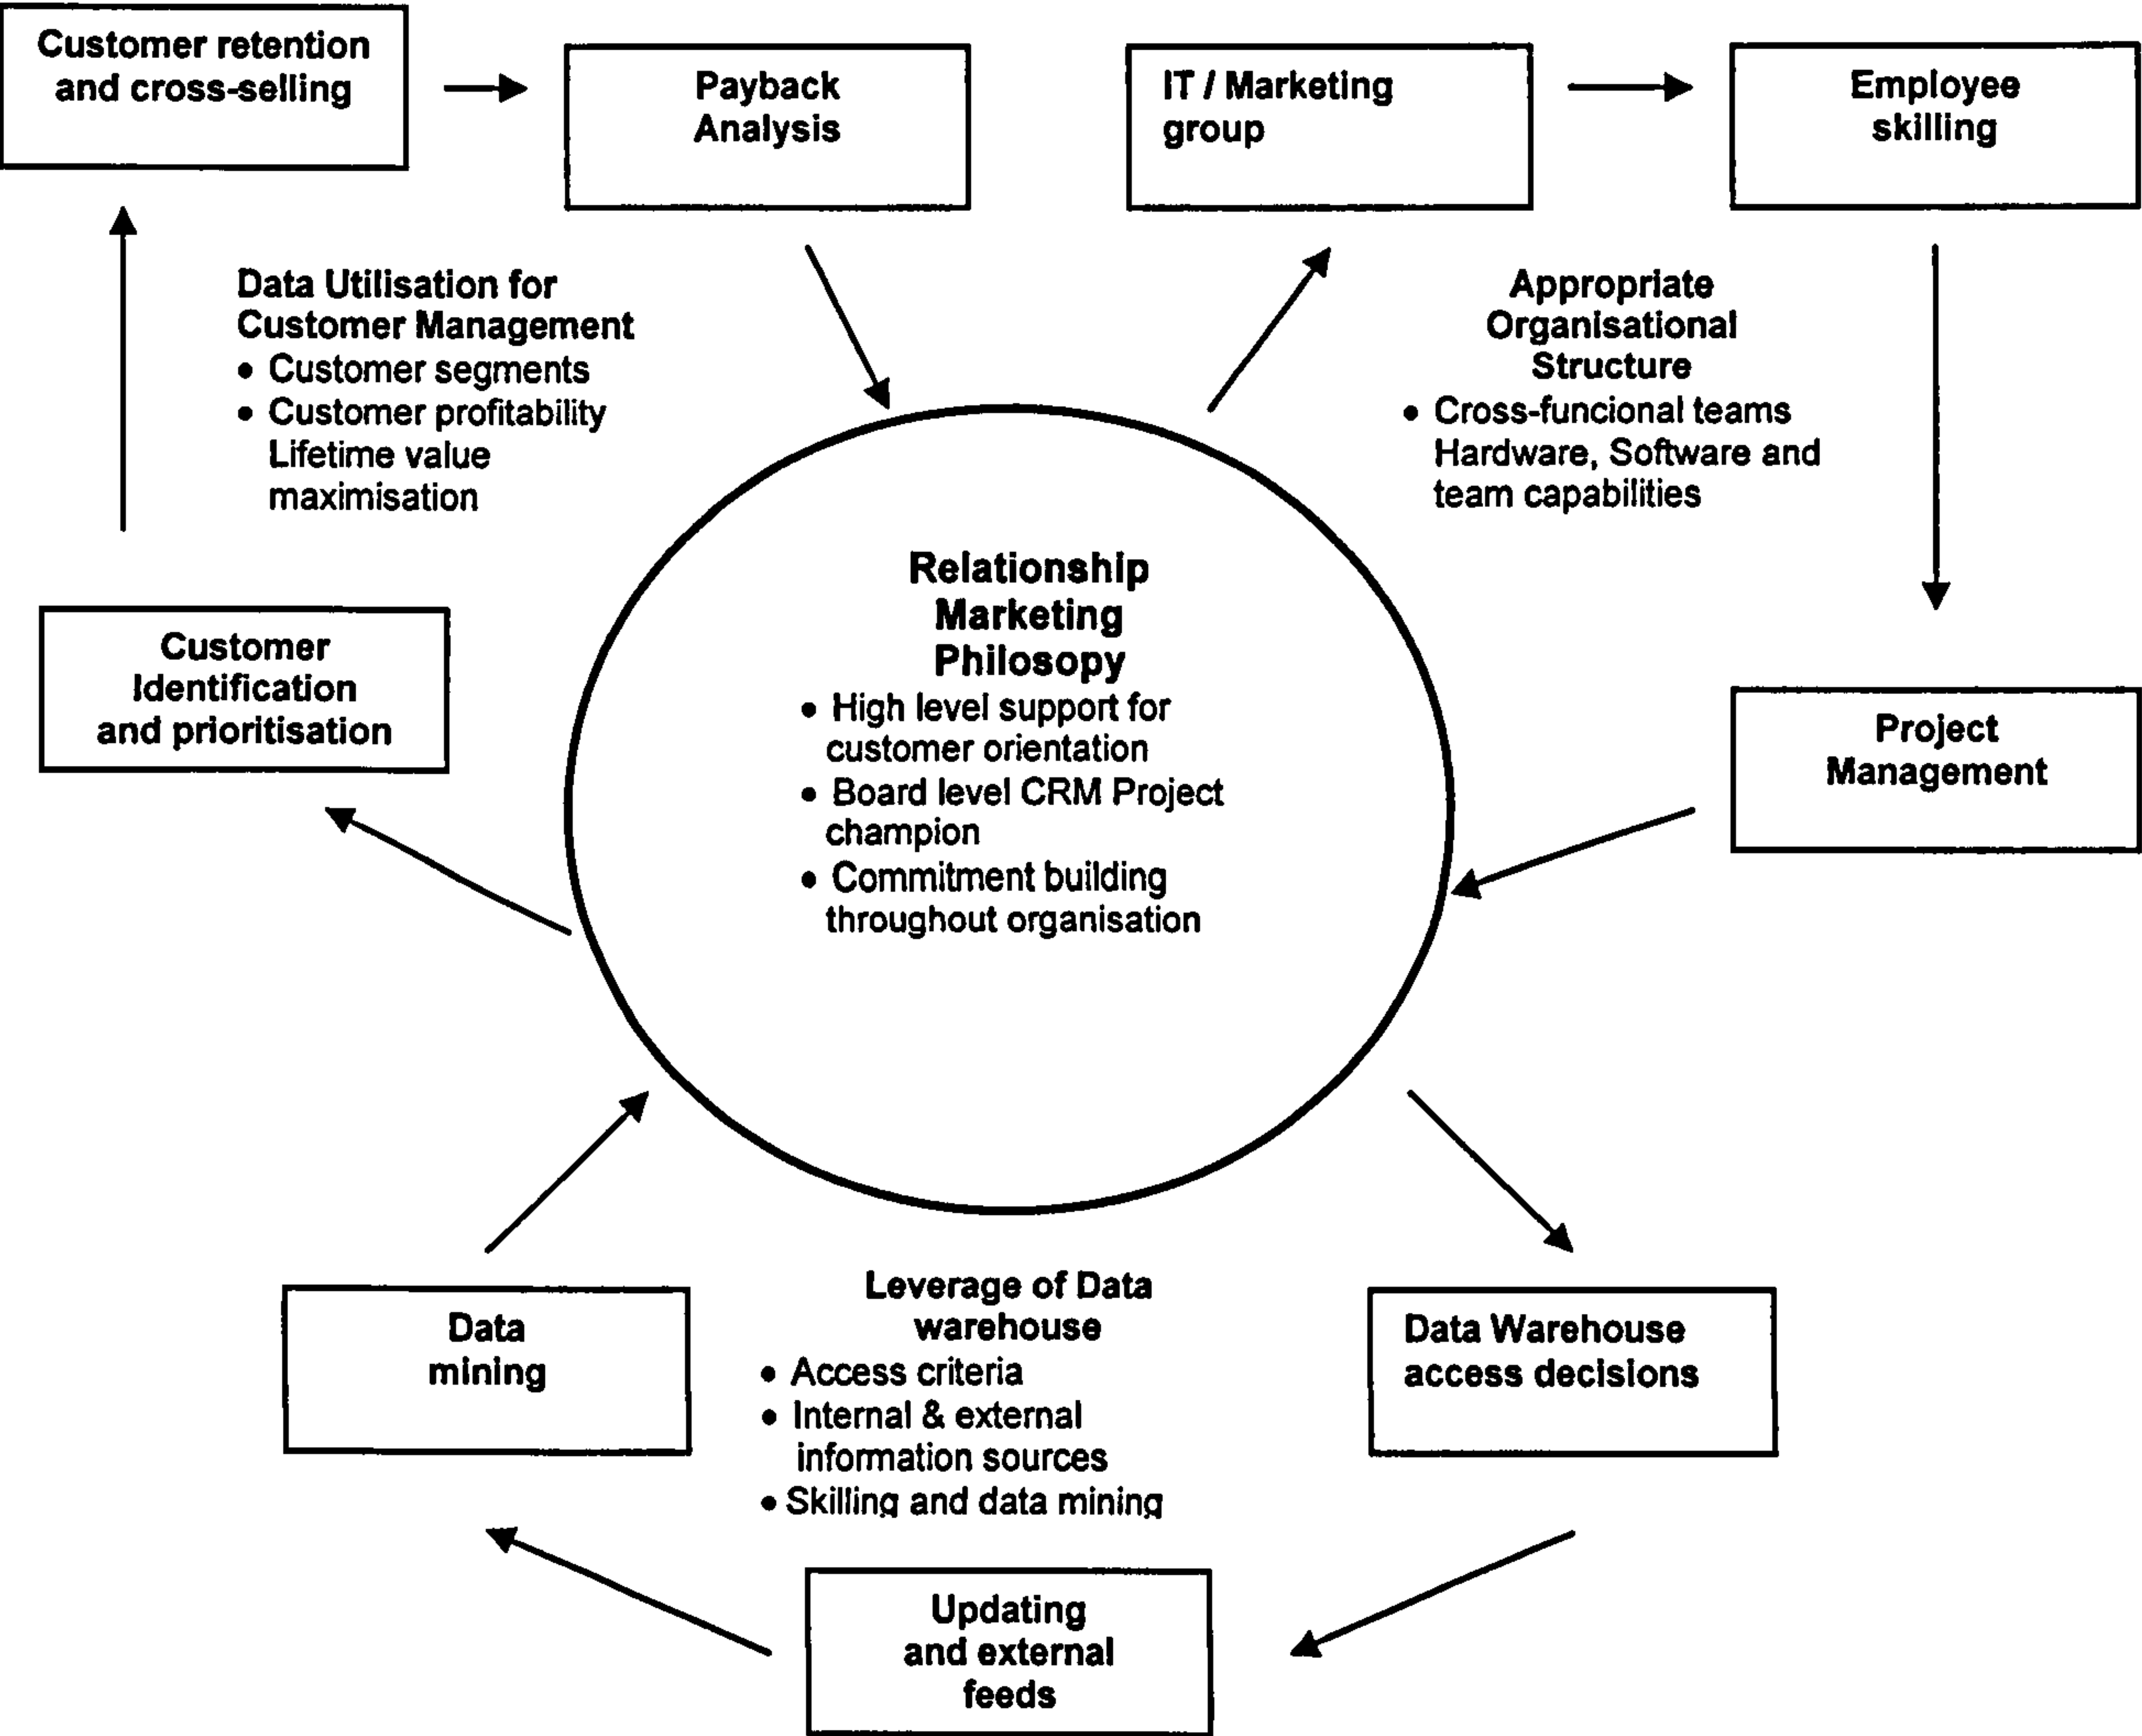 Customer retention
and cross-selling
Payback
Analysis
IT / Marketing
group
Employee
skilling
Data Utilisation for
Customer Management
• Customer segments
• Customer profitability
Lifetime value
maximisation
Appropriate
Organisational
Structure
• Cross-funcional teams
Hardware, Software and
team capabilities
Relationship
Marketing
Philosopy
• High level support for
customer orientation
• Board level CRM Project
champion
• Commitment building
throughout organisation
Customer
Identification
and prioritisation
Project
Management
Data
mining
Leverage of Data
warehouse
• Access criteria
• Internal & external
information sources
• Skilling and data mining
Data Warehouse
access decisions
Updating
and external
feeds